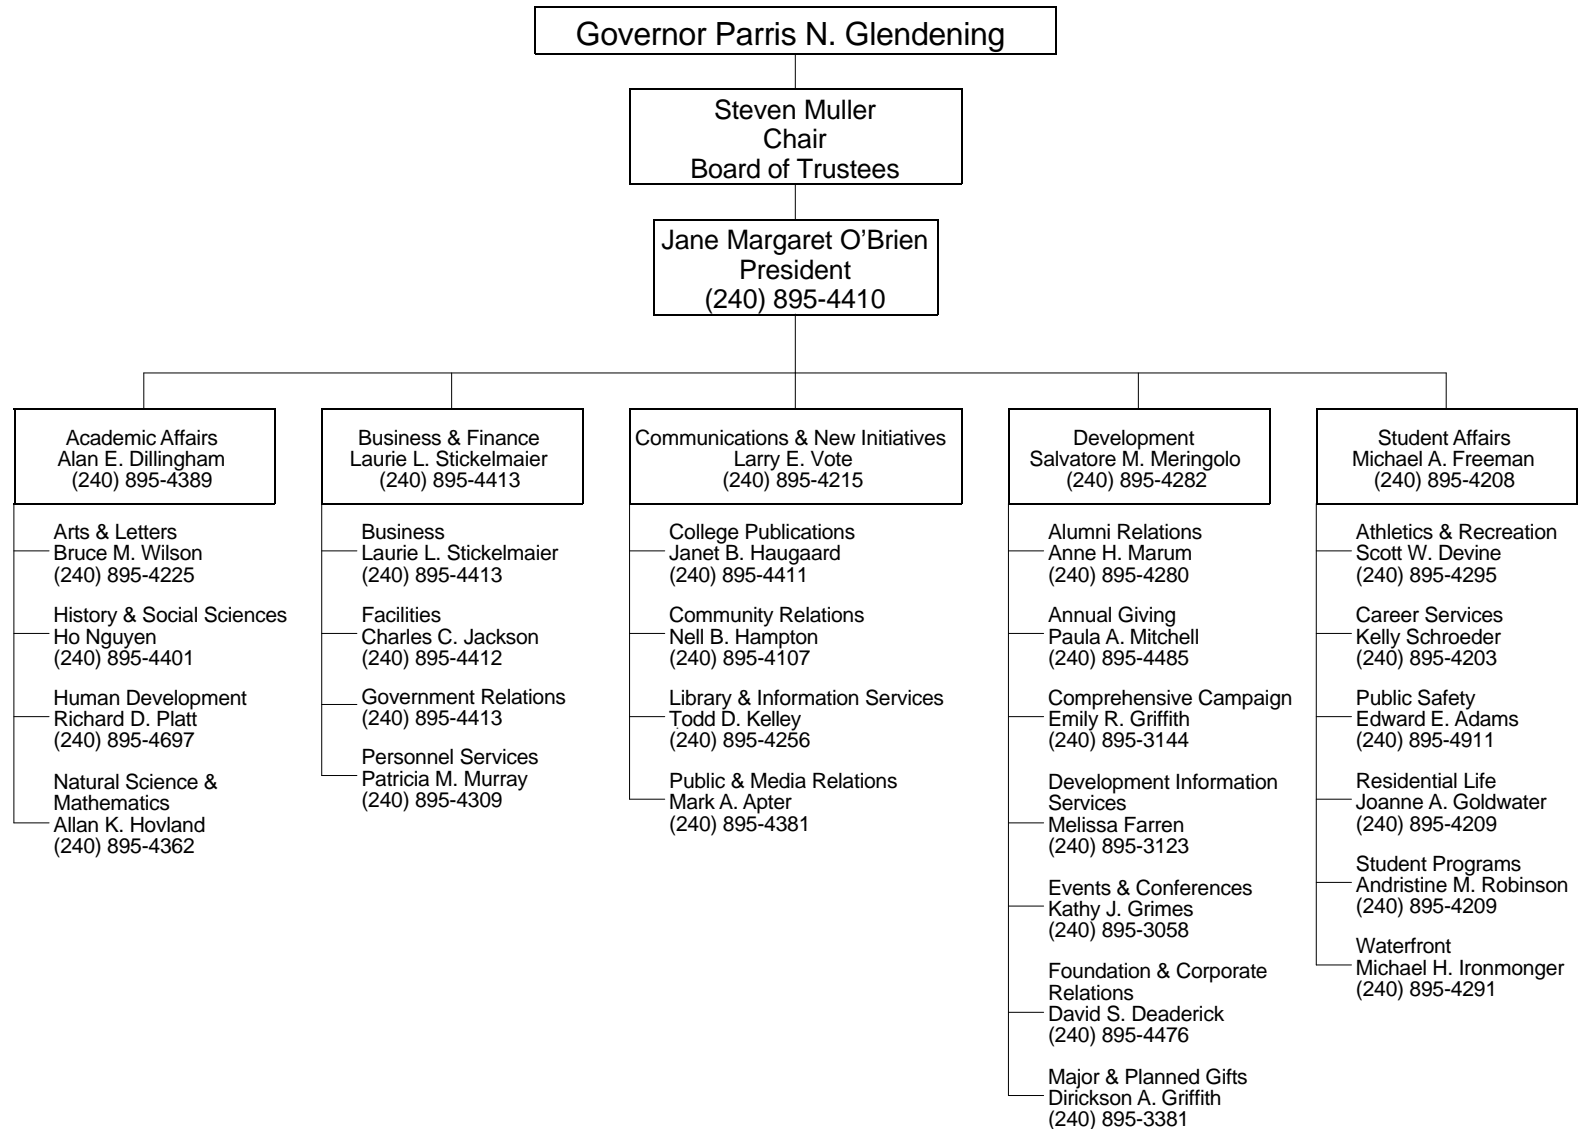 Governor Parris N. Glendening
Steven Muller
Chair
Board of Trustees
Jane Margaret O'Brien
President
(240) 895-4410
Academic Affairs
Alan E. Dillingham
(240) 895-4389
Arts & Letters
Bruce M. Wilson
(240) 895-4225
History & Social Sciences
Ho Nguyen
(240) 895-4401
Human Development
Richard D. Platt
(240) 895-4697
Natural Science &
Mathematics
Allan K. Hovland
(240) 895-4362
Business & Finance
Laurie L. Stickelmaier
(240) 895-4413
Business
Laurie L. Stickelmaier
(240) 895-4413
Facilities
Charles C. Jackson
(240) 895-4412
Government Relations
(240) 895-4413
Personnel Services
Patricia M. Murray
(240) 895-4309
Communications & New Initiatives
Larry E. Vote
(240) 895-4215
College Publications
Janet B. Haugaard
(240) 895-4411
Community Relations
Nell B. Hampton
(240) 895-4107
Library & Information Services
Todd D. Kelley
(240) 895-4256
Public & Media Relations
Mark A. Apter
(240) 895-4381
Development
Salvatore M. Meringolo
(240) 895-4282
Alumni Relations
Anne H. Marum
(240) 895-4280
Annual Giving
Paula A. Mitchell
(240) 895-4485
Comprehensive Campaign
Emily R. Griffith
(240) 895-3144
Development Information
Services
Melissa Farren
(240) 895-3123
Events & Conferences
Kathy J. Grimes
(240) 895-3058
Foundation & Corporate
Relations
David S. Deaderick
(240) 895-4476
Major & Planned Gifts
Dirickson A. Griffith
(240) 895-3381
Student Affairs
Michael A. Freeman
(240) 895-4208
Athletics & Recreation
Scott W. Devine
(240) 895-4295
Career Services
Kelly Schroeder
(240) 895-4203
Public Safety
Edward E. Adams
(240) 895-4911
Residential Life
Joanne A. Goldwater
(240) 895-4209
Student Programs
Andristine M. Robinson
(240) 895-4209
Waterfront
Michael H. Ironmonger
(240) 895-4291